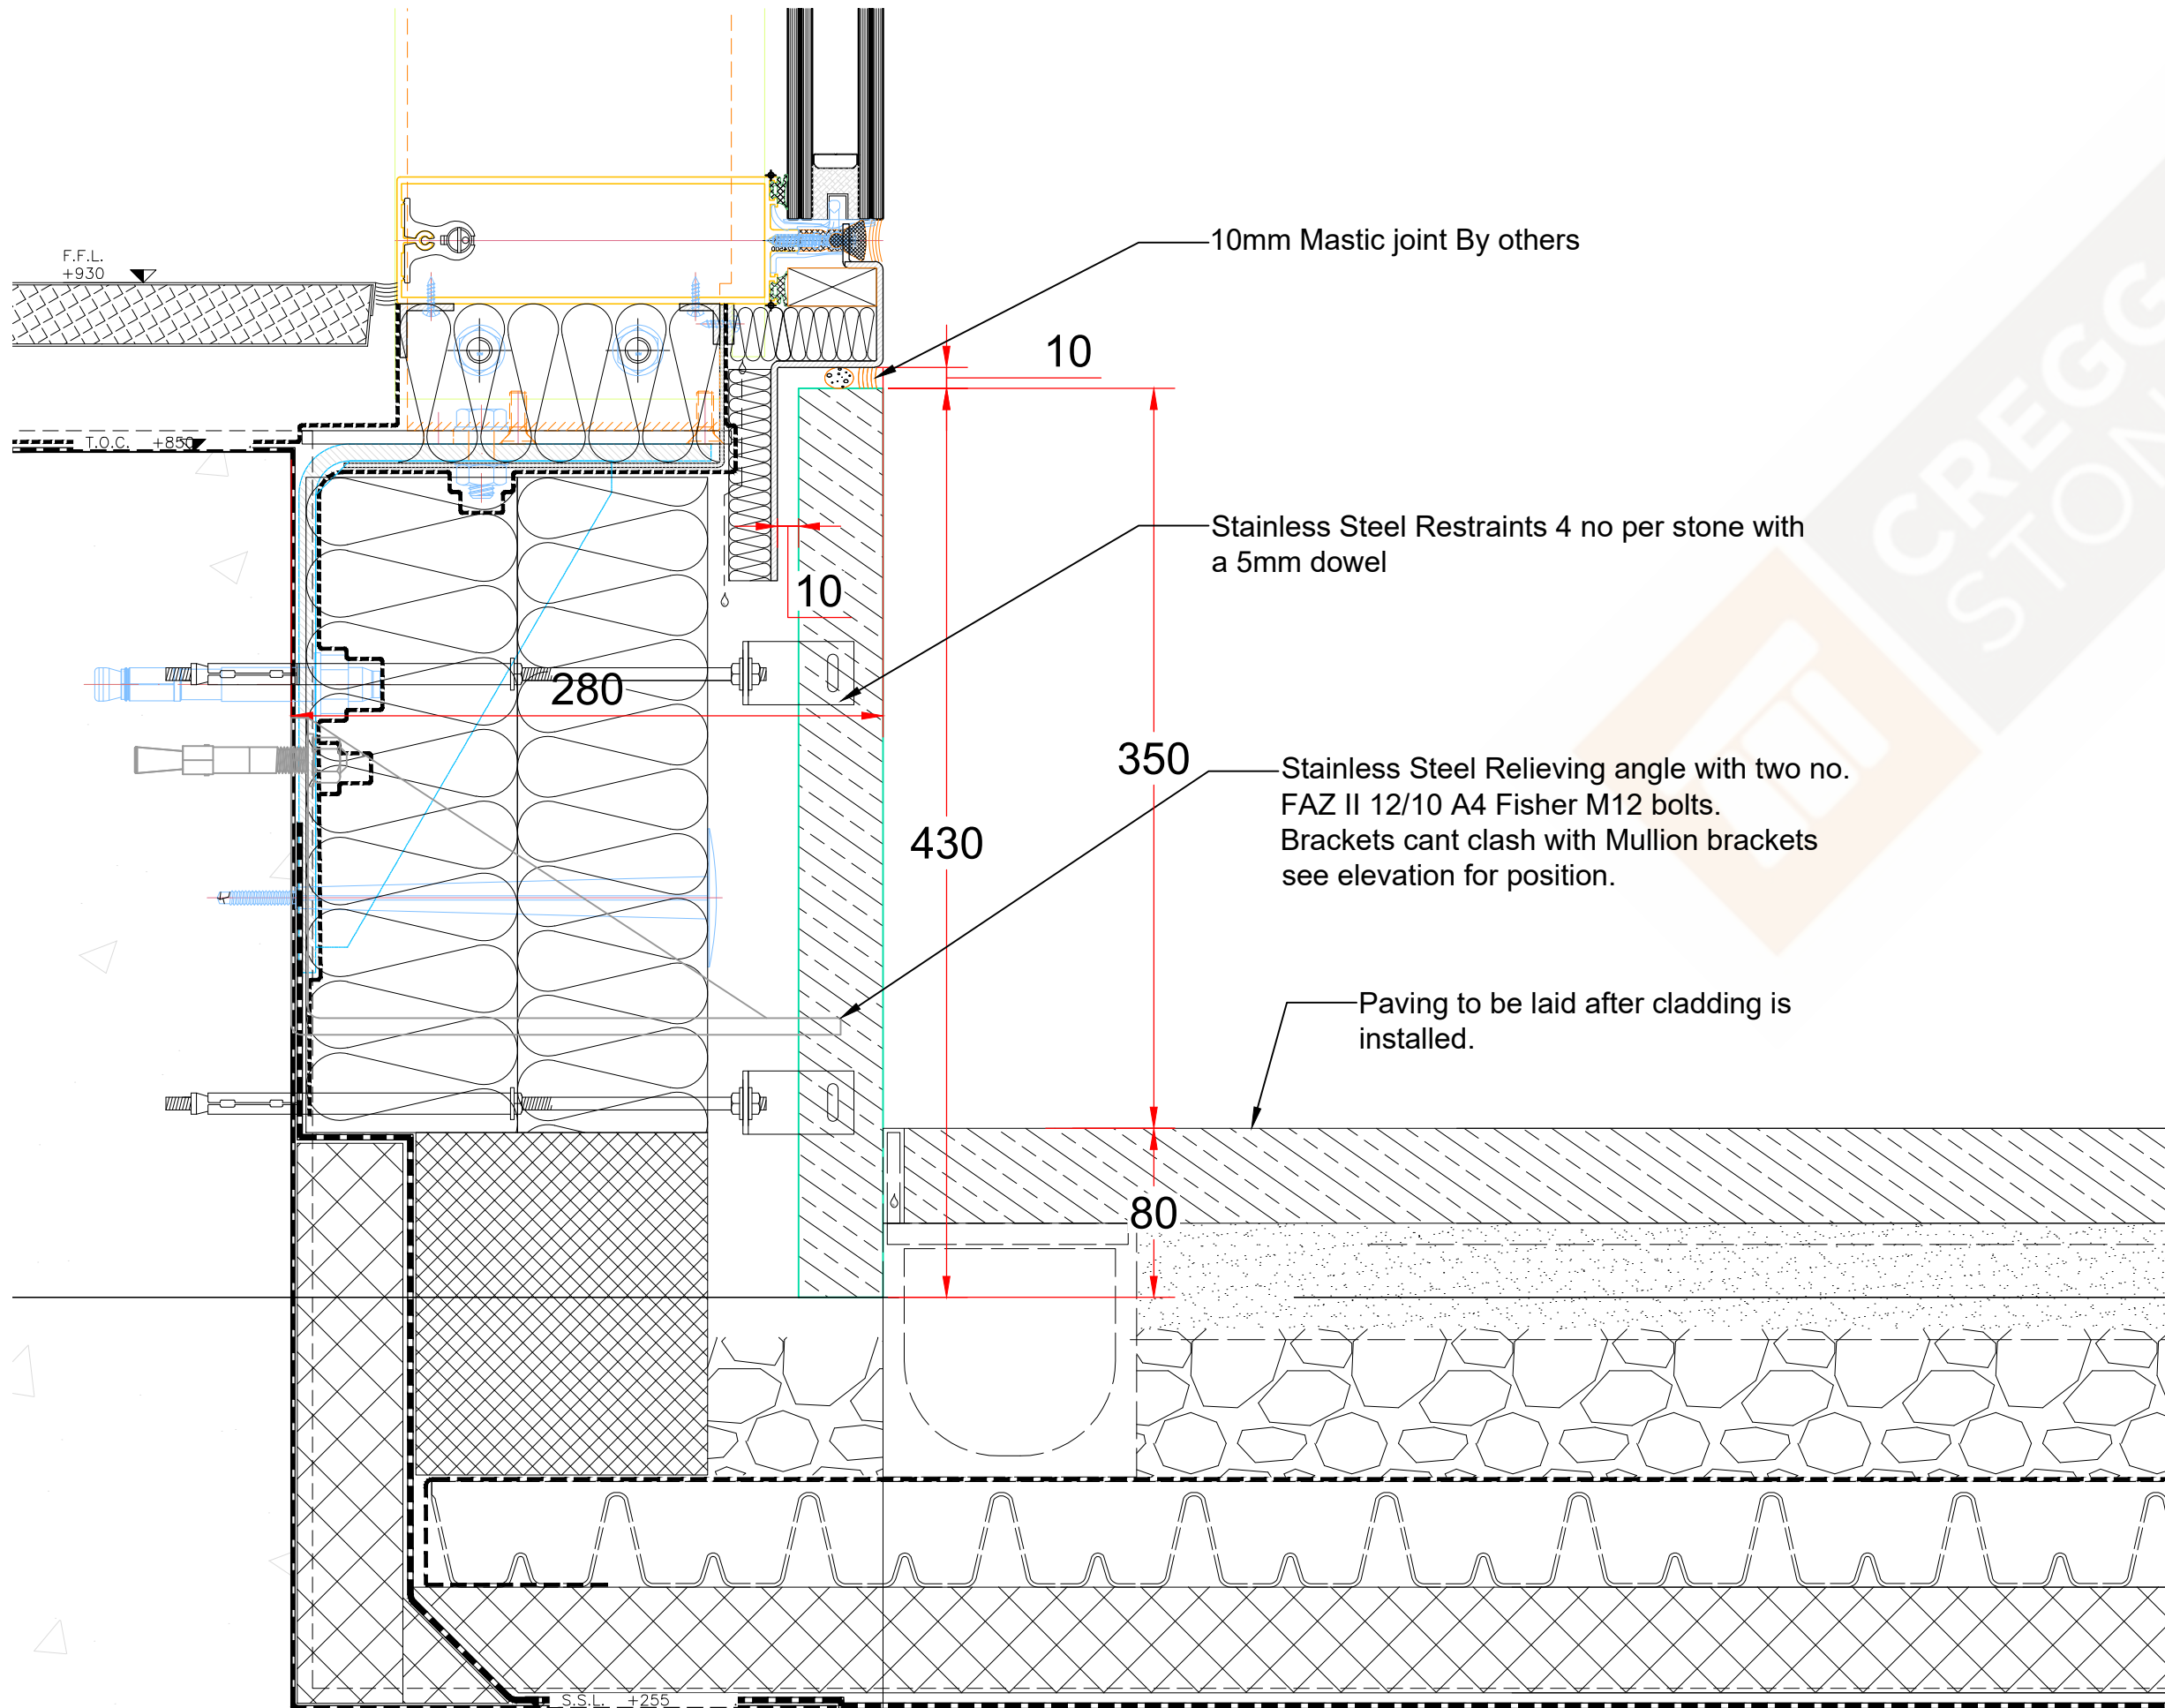 F.F.L.
+930
10mm Mastic joint By others
10
T.O.C. +850
CREGG
STON
Stainless Steel Restraints 4 no per stone with
a 5mm dowel
10
280
350
Stainless Steel Relieving angle with two no.
FAZ II 12/10 A4 Fisher M12 bolts.
Brackets cant clash with Mullion brackets
see elevation for position.
430
Paving to be laid after cladding is
installed.
80
S.S.L. +255